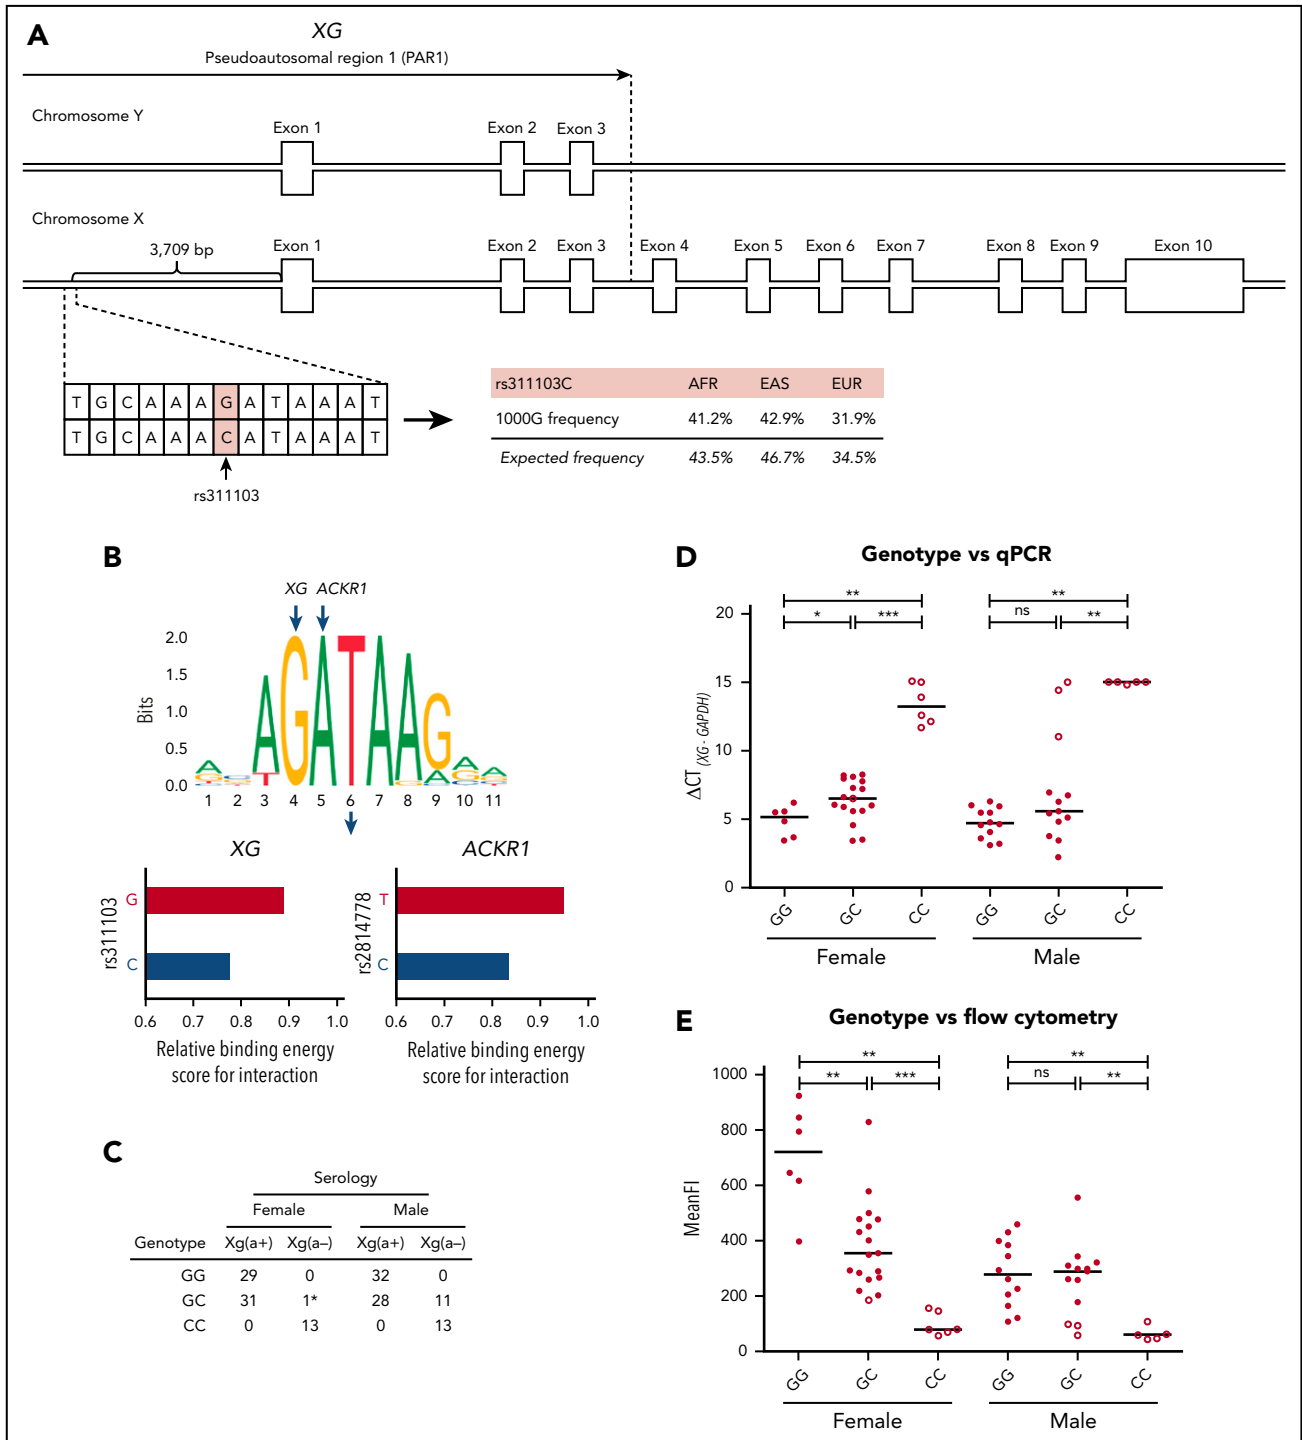 A
XG
Pseudoautosomal region 1 (PAR1)
Chromosome Y
Exon 1 Exon 2 Exon 3
Chromosome X
3,709 bp
Exon 1 Exon 2 Exon 3 Exon 4 Exon 5 Exon 6 Exon 7 Exon 8 Exon 9 Exon 10
T G C A A A G A T A A A T
T G C A A A C A T A A A T
rs311103
rs311103C AFR EAS EUR
1000G frequency 41.2% 42.9% 31.9%
Expected frequency 43.5% 46.7% 34.5%
B
XG ACKR1
Bits
2.0
1.5
1.0
0.5
0.0
AGATAAG
1 2 3 4 5 6 7 8 9 10 11
XG
rs311103
G
C
0.6 0.7 0.8 0.9 1.0
Relative binding energy
score for interaction
ACKR1
rs2814778
T
C
0.6 0.7 0.8 0.9 1.0
Relative binding energy
score for interaction
C
Serology
Female Male
Genotype Xg(a+) Xg(a–) Xg(a+) Xg(a–)
GG 29 0 32 0
GC 31 1* 28 11
CC 0 13 0 13
D
Genotype vs qPCR
** **
* *** ns **
ΔCT (XG - GAPDH)
20
15
10
5
0
GG GC CC GG GC CC
Female Male
E
Genotype vs flow cytometry
** **
** *** ns **
MeanFI
1000
800
600
400
200
0
GG GC CC GG GC CC
Female Male